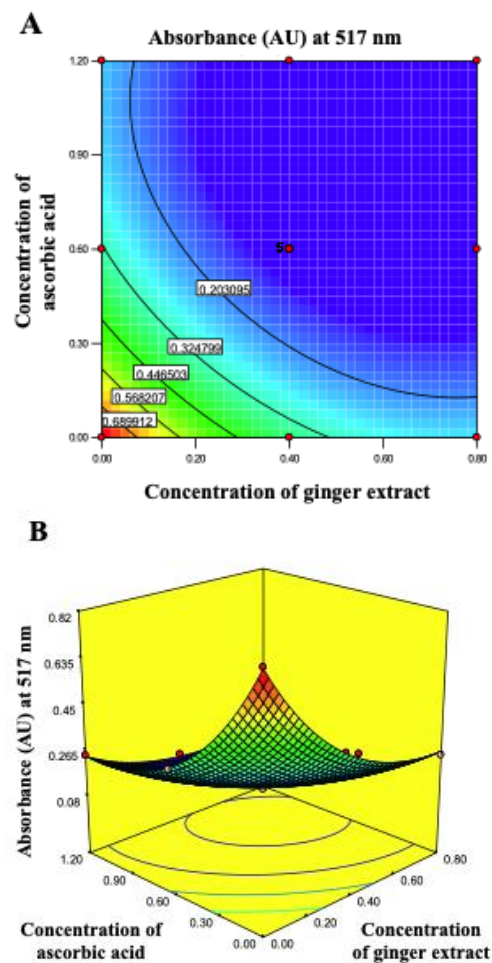 A
Absorbance (AU) at 517 nm
1.20
0.90
0.60
0.30
0.00
Concentration of
ascorbic acid
5
0.203095
0.324799
0.446503
0.568207
0.689912
0.00
0.20
0.40
0.60
0.80
Concentration of ginger extract
B
Absorbance (AU) at 517 nm
0.82
0.635
0.45
0.265
0.08
1.20
0.90
0.60
0.30
0.00
0.00
0.20
0.40
0.60
0.80
Concentration of
ascorbic acid
Concentration
of ginger extract